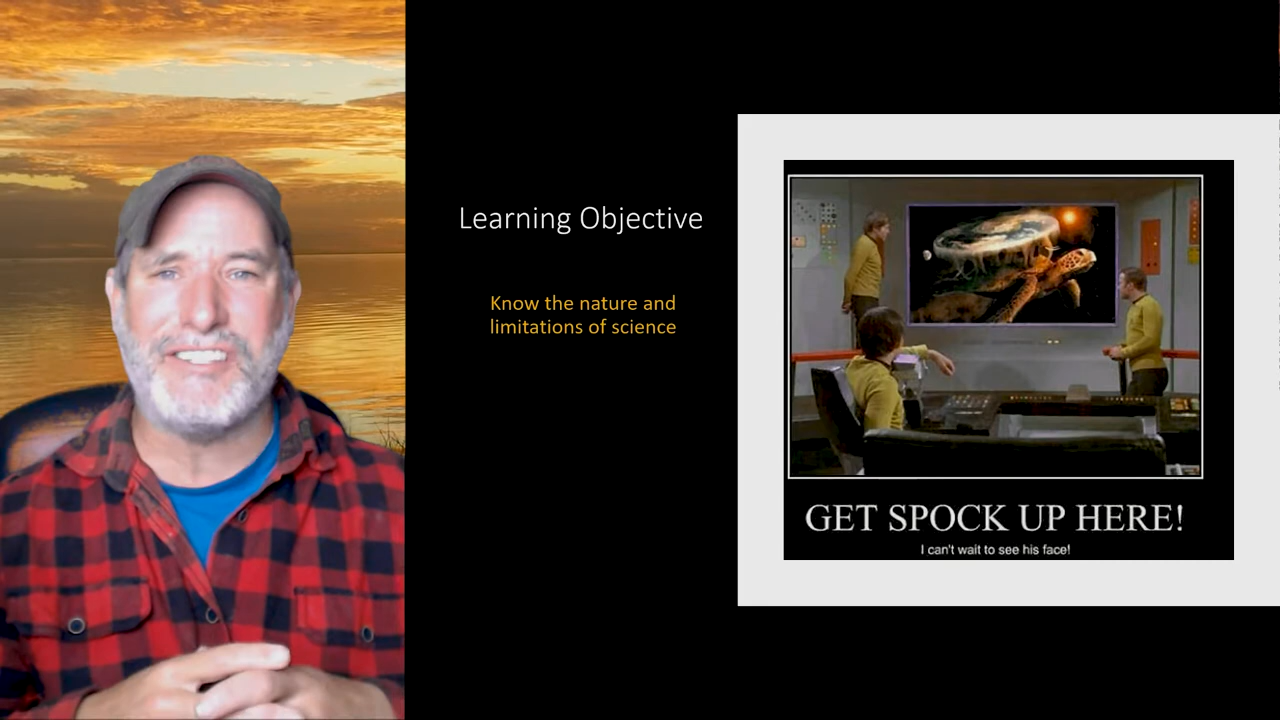 Learning Objective
Know the nature and
limitations of science
GET SPOCK UP HERE!
I can't wait to see his face!